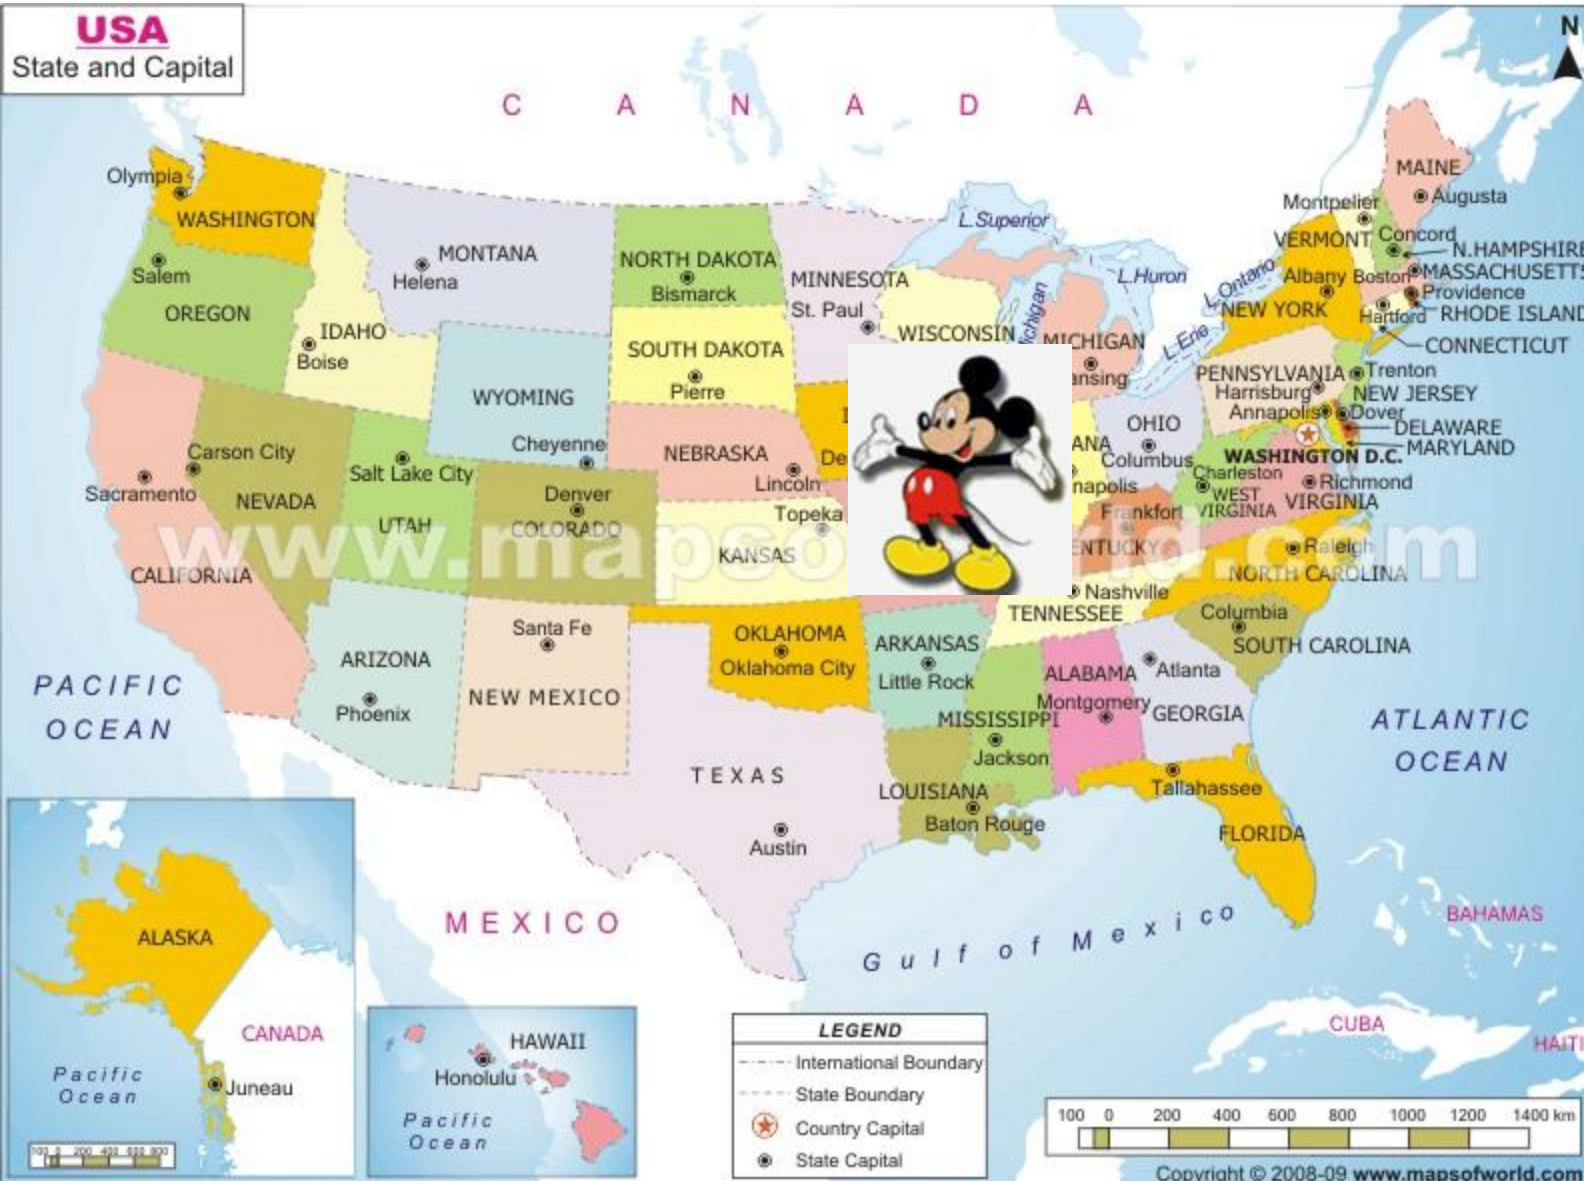 USA
State and Capital
N
C A N A D A
Olympia
WASHINGTON
Salem
OREGON
MONTANA
Helena
IDAHO
Boise
NORTH DAKOTA
Bismarck
MINNESOTA
St. Paul
SOUTH DAKOTA
Pierre
WISCONSIN
L.Superior
L.Huron
L.Ontario
L.Erie
MICHIGAN
MAINE
Augusta
Montpelier
VERMONT
Concord
N.HAMPSHIRE
Albany
Boston
MASSACHUSETTS
NEW YORK
Providence
Hartford
RHODE ISLAND
CONNECTICUT
PENNSYLVANIA
Trenton
Harrisburg
NEW JERSEY
Annapolis
Dover
DELAWARE
MARYLAND
WASHINGTON D.C.
WYOMING
Cheyenne
NEBRASKA
Lincoln
OHIO
Columbus
Charleston
WEST
VIRGINIA
Richmond
VIRGINIA
Carson City
NEVADA
Sacramento
CALIFORNIA
Salt Lake City
UTAH
Denver
COLORADO
Topeka
KANSAS
Frankfort
Raleigh
NORTH CAROLINA
Nashville
TENNESSEE
Columbia
SOUTH CAROLINA
ARIZONA
Phoenix
Santa Fe
NEW MEXICO
OKLAHOMA
Oklahoma City
ARKANSAS
Little Rock
ALABAMA
Montgomery
Atlanta
GEORGIA
MISSISSIPPI
Jackson
TEXAS
Austin
LOUISIANA
Baton Rouge
Tallahassee
FLORIDA
PACIFIC
OCEAN
ATLANTIC
OCEAN
MEXICO
Gulf of Mexico
BAHAMAS
CUBA
HAITI
ALASKA
CANADA
Juneau
Pacific
Ocean
HAWAII
Honolulu
Pacific
Ocean
LEGEND
International Boundary
State Boundary
Country Capital
State Capital
100 0 200 400 600 800
100 0 200 400 600 800 1000 1200 1400 km
Copyright © 2008-09 www.mapsofworld.com